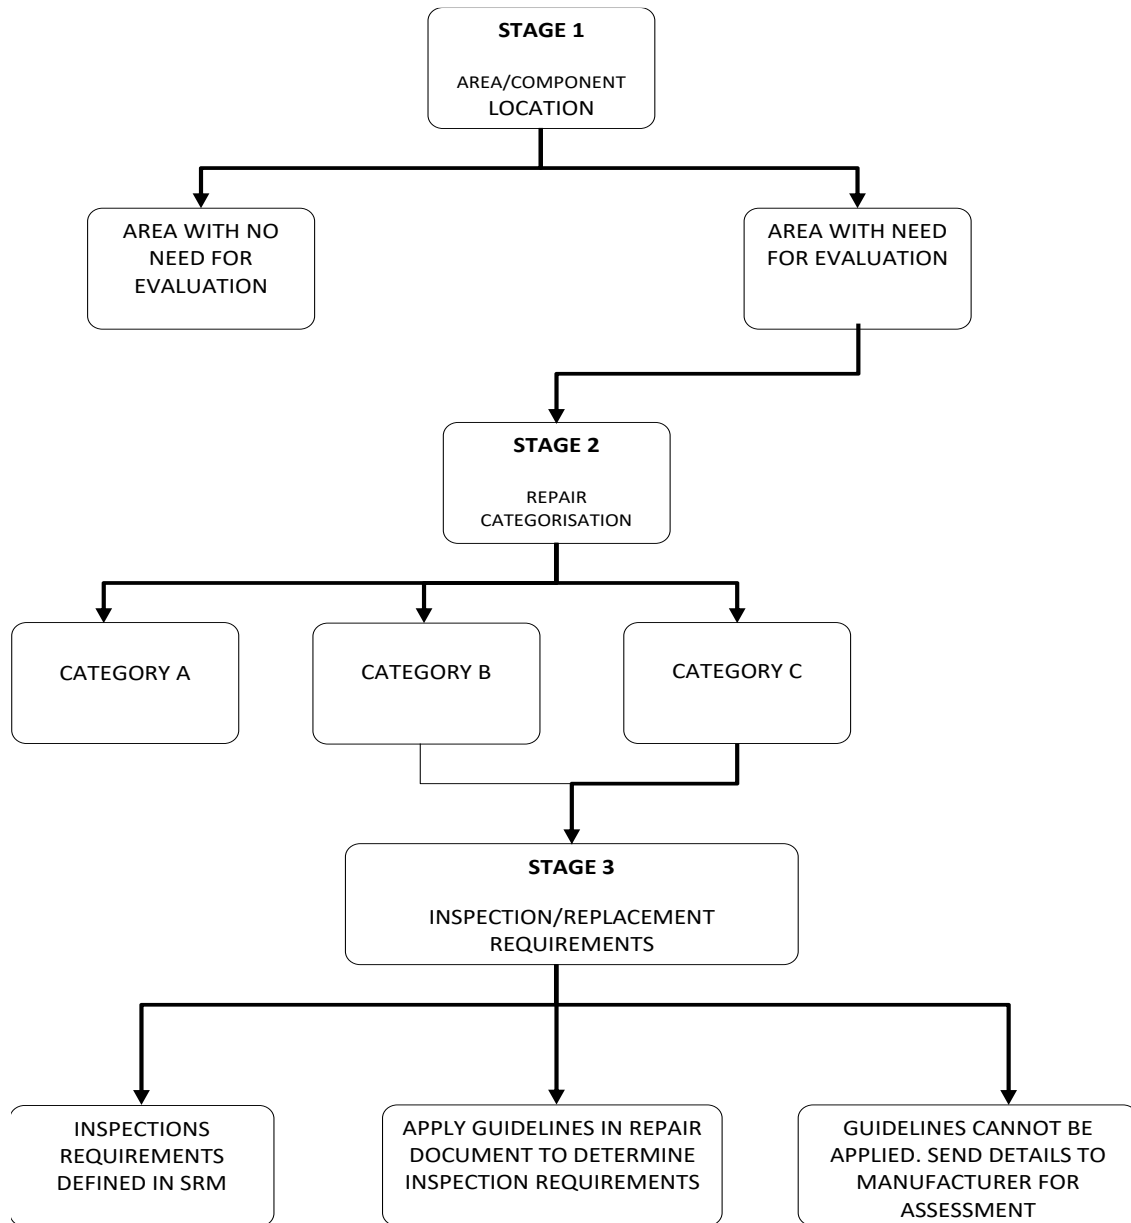 STAGE 1
AREA/COMPONENT
LOCATION
AREA WITH NO
NEED FOR
EVALUATION
AREA WITH NEED
FOR EVALUATION
STAGE 2
REPAIR
CATEGORISATION
CATEGORY A
CATEGORY B
CATEGORY C
STAGE 3
INSPECTION/REPLACEMENT
REQUIREMENTS
INSPECTIONS
REQUIREMENTS
DEFINED IN SRM
APPLY GUIDELINES IN REPAIR
DOCUMENT TO DETERMINE
INSPECTION REQUIREMENTS
GUIDELINES CANNOT BE
APPLIED. SEND DETAILS TO
MANUFACTURER FOR
ASSESSMENT